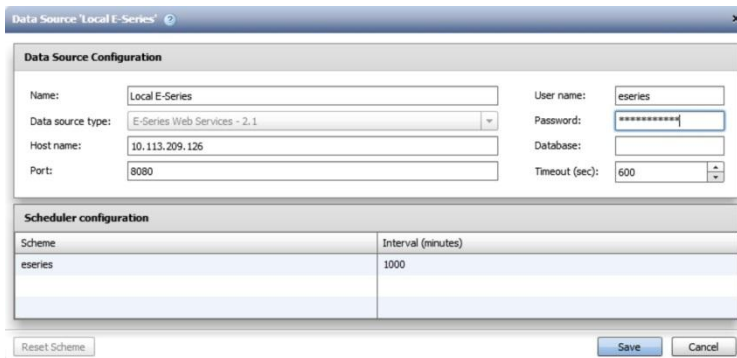 Data Source 'Local E-Series' ?
x
Data Source Configuration
Name: Local E-Series User name: eseries
Data source type: E-Series Web Services - 2.1 Password: ***********
Host name: 10.113.209.126 Database:
Port: 8080 Timeout (sec): 600
Scheduler configuration
Scheme Interval (minutes)
eseries 1000
Reset Scheme Save Cancel